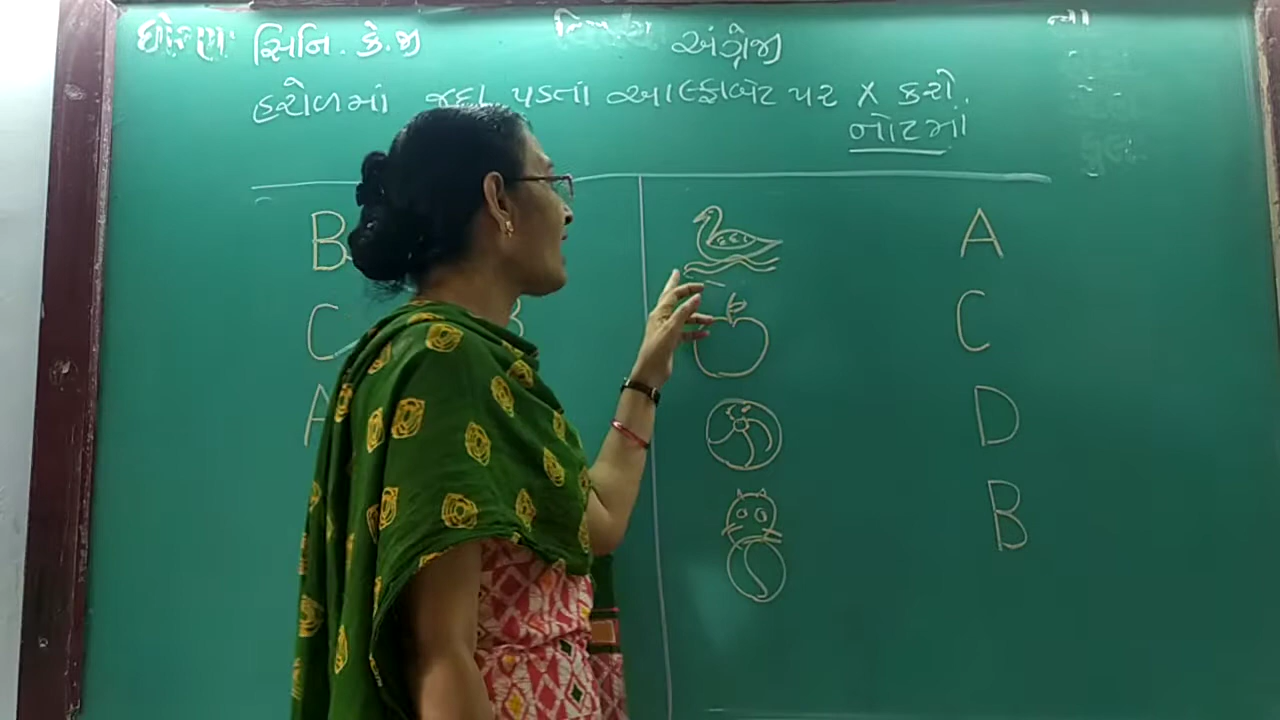 ધોરણ: સિનિ. કે.જી અંગ્રેજી
હરોળમાં જુદા પડતા આલ્ફાબેટ પર X કરો.
નોટમાં
B A
C B C
A D
B